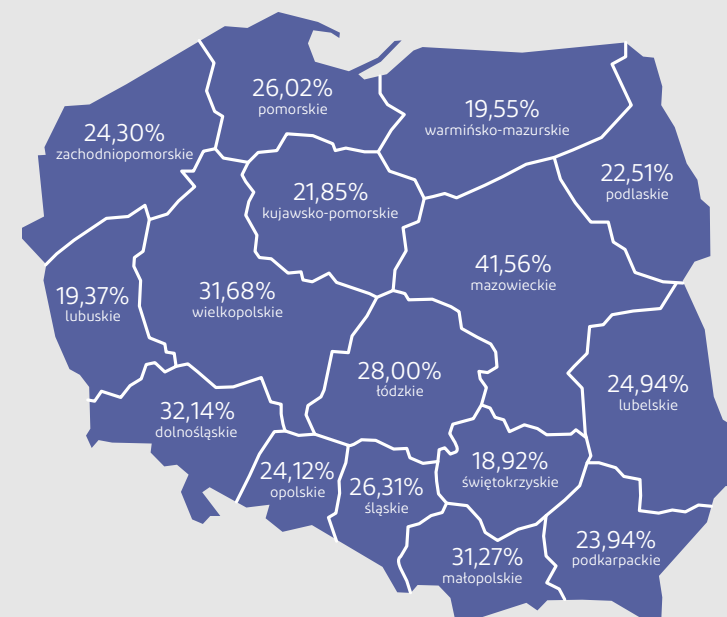 26,02%
pomorskie
19,55%
warmińsko-mazurskie
24,30%
zachodniopomorskie
22,51%
podlaskie
21,85%
kujawsko-pomorskie
41,56%
mazowieckie
19,37%
lubuskie
31,68%
wielkopolskie
28,00%
łódzkie
24,94%
lubelskie
32,14%
dolnośląskie
24,12%
opolskie
26,31%
śląskie
18,92%
świętokrzyskie
31,27%
małopolskie
23,94%
podkarpackie